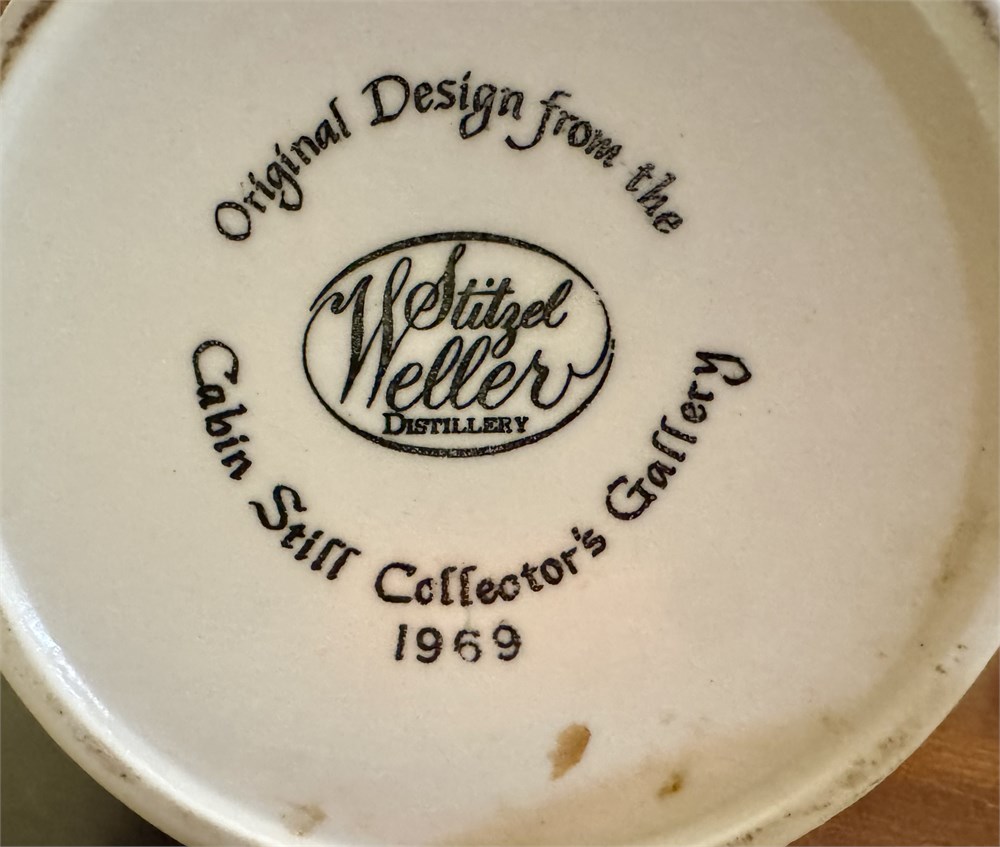 Original Design from the
Stitzel
Weller
DISTILLERY
Cabin Still Collector's Gallery
1969